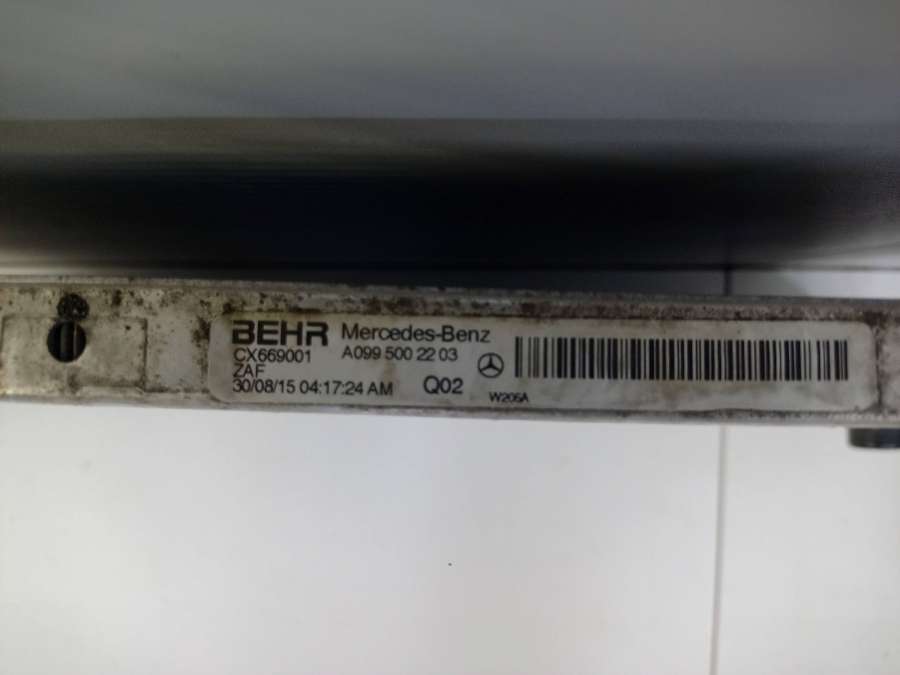 BEHR Mercedes-Benz
CX669001 A099 500 22 03
ZAF
30/08/15 04:17:24 AM Q02
W205A